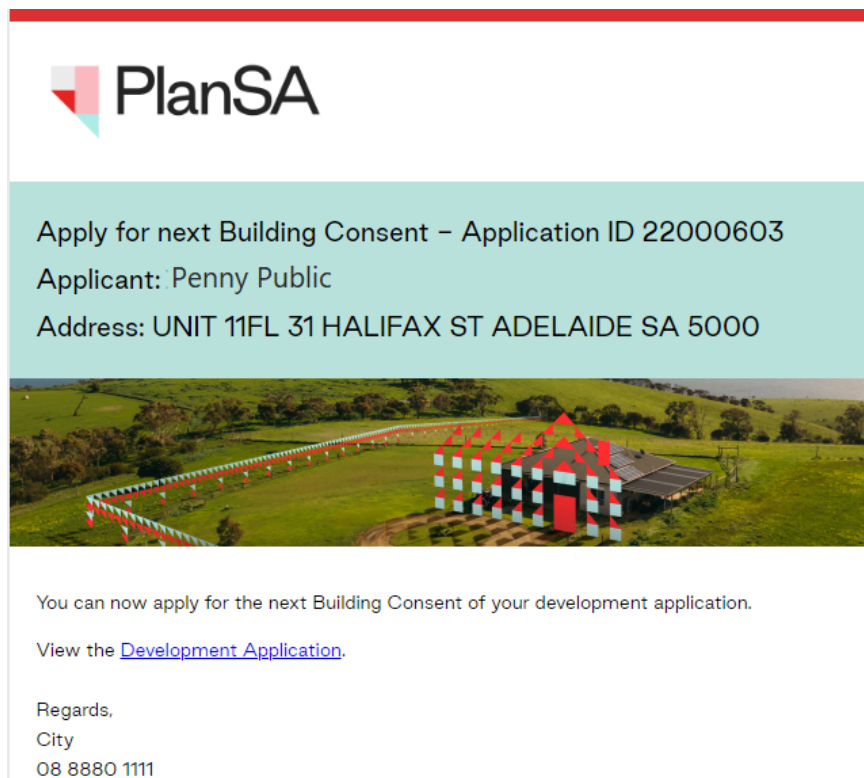 PlanSA
Apply for next Building Consent – Application ID 22000603
Applicant: Penny Public
Address: UNIT 11FL 31 HALIFAX ST ADELAIDE SA 5000
You can now apply for the next Building Consent of your development application.
View the Development Application.
Regards,
City
08 8880 1111